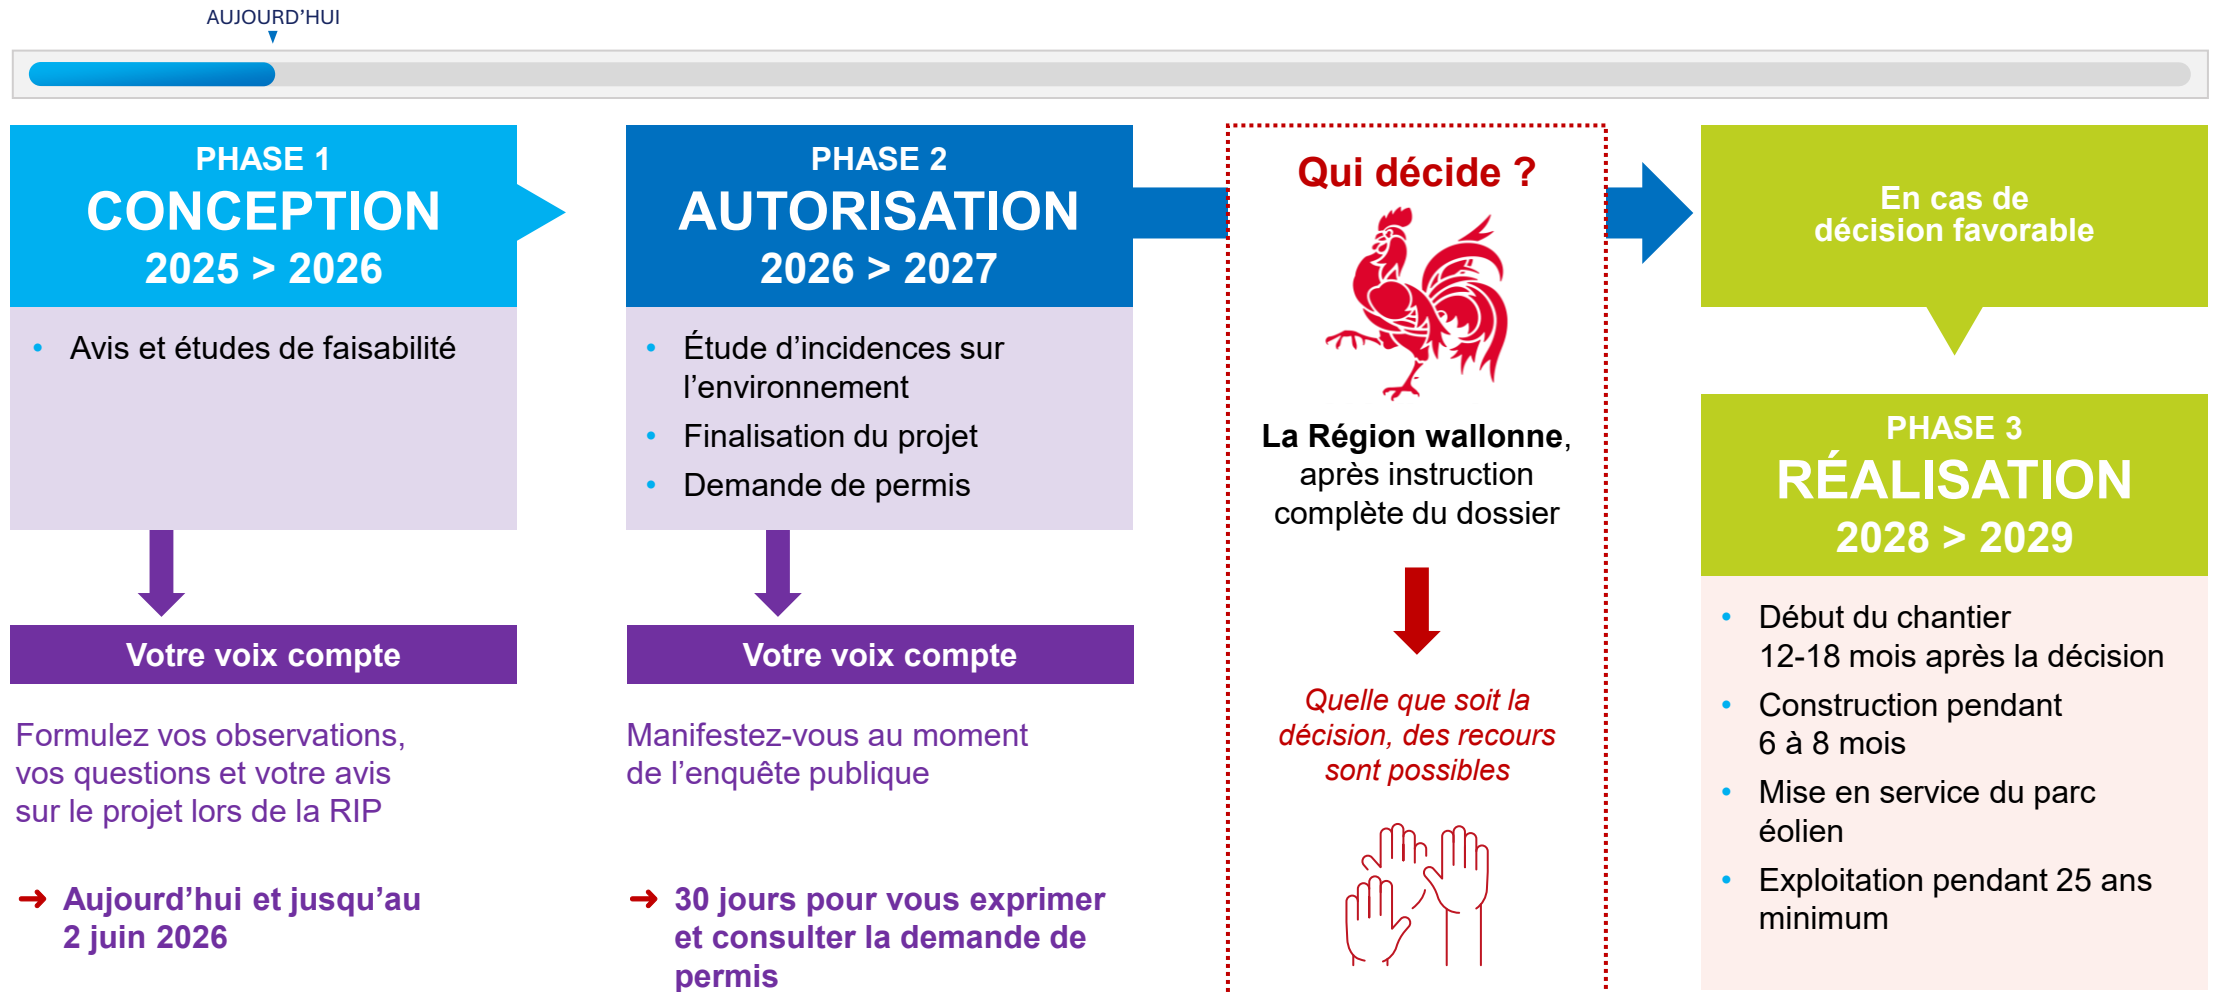 AUJOURD’HUI
PHASE 1
CONCEPTION
2025 > 2026
• Avis et études de faisabilité
Votre voix compte
Formulez vos observations,
vos questions et votre avis
sur le projet lors de la RIP
➜ Aujourd’hui et jusqu’au
2 juin 2026
PHASE 2
AUTORISATION
2026 > 2027
• Étude d’incidences sur
l’environnement
• Finalisation du projet
• Demande de permis
Votre voix compte
Manifestez-vous au moment
de l’enquête publique
➜ 30 jours pour vous exprimer
et consulter la demande de
permis
Qui décide ?
La Région wallonne,
après instruction
complète du dossier
Quelle que soit la
décision, des recours
sont possibles
En cas de
décision favorable
PHASE 3
RÉALISATION
2028 > 2029
• Début du chantier
12-18 mois après la décision
• Construction pendant
6 à 8 mois
• Mise en service du parc
éolien
• Exploitation pendant 25 ans
minimum